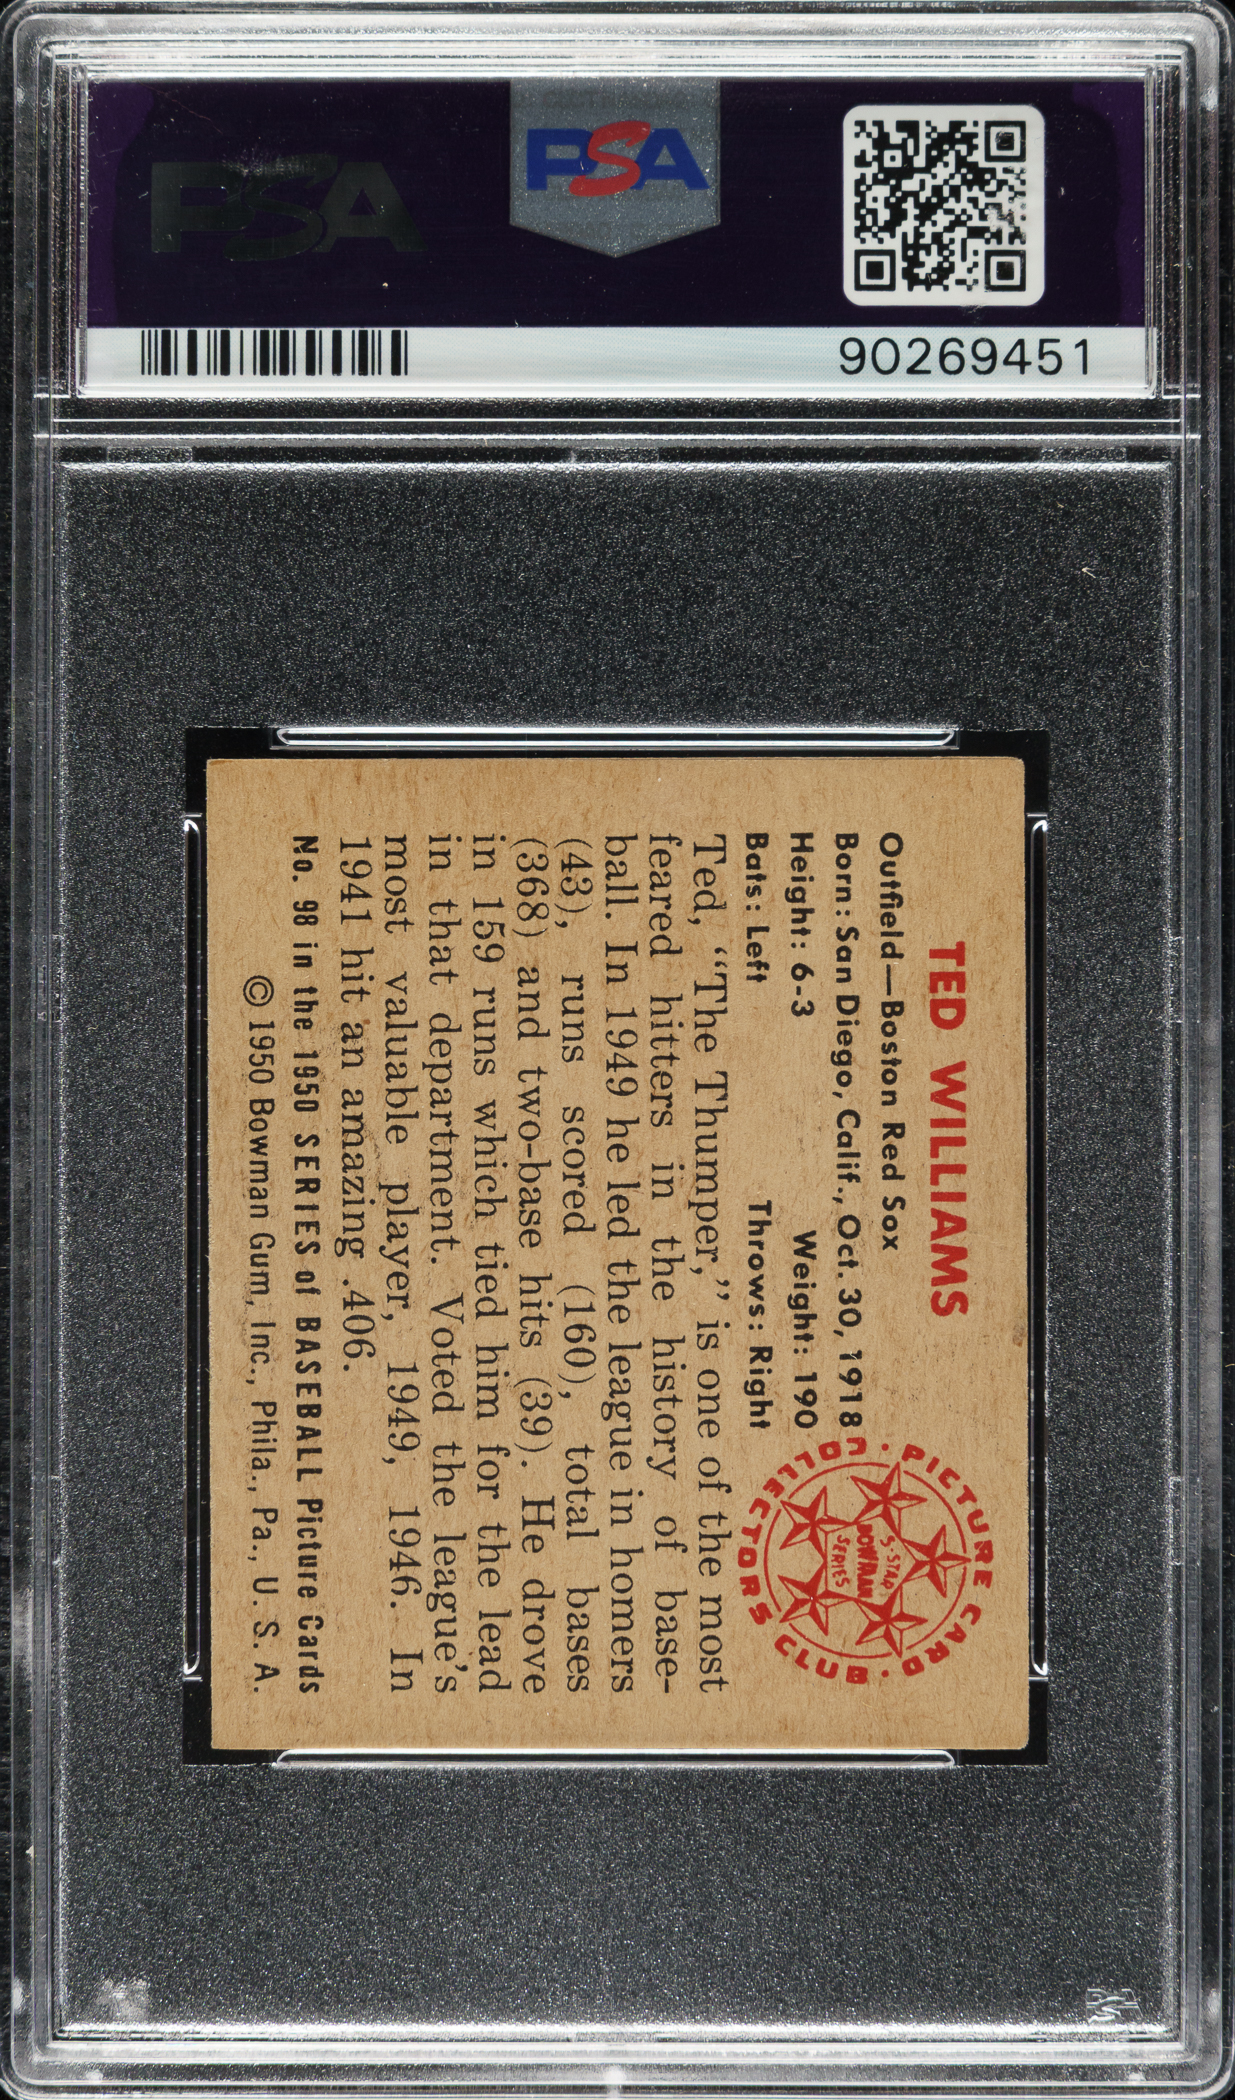 PSA
PSA
90269451
TED WILLIAMS
Outfield—Boston Red Sox
Born: San Diego, Calif., Oct. 30, 1918
Height: 6-3 Weight: 190
Bats: Left Throws: Right
PICTURE CARD COLLECTORS CLUB
5-STAR
BOWMAN
SERIES
Ted, “The Thumper,” is one of the most
feared hitters in the history of base-
ball. In 1949 he led the league in homers
(43), runs scored (160), total bases
(368) and two-base hits (39). He drove
in 159 runs which tied him for the lead
in that department. Voted the league's
most valuable player, 1949, 1946. In
1941 hit an amazing .406.
No. 98 in the 1950 SERIES of BASEBALL Picture Cards
© 1950 Bowman Gum, Inc., Phila., Pa., U. S. A.
PSA